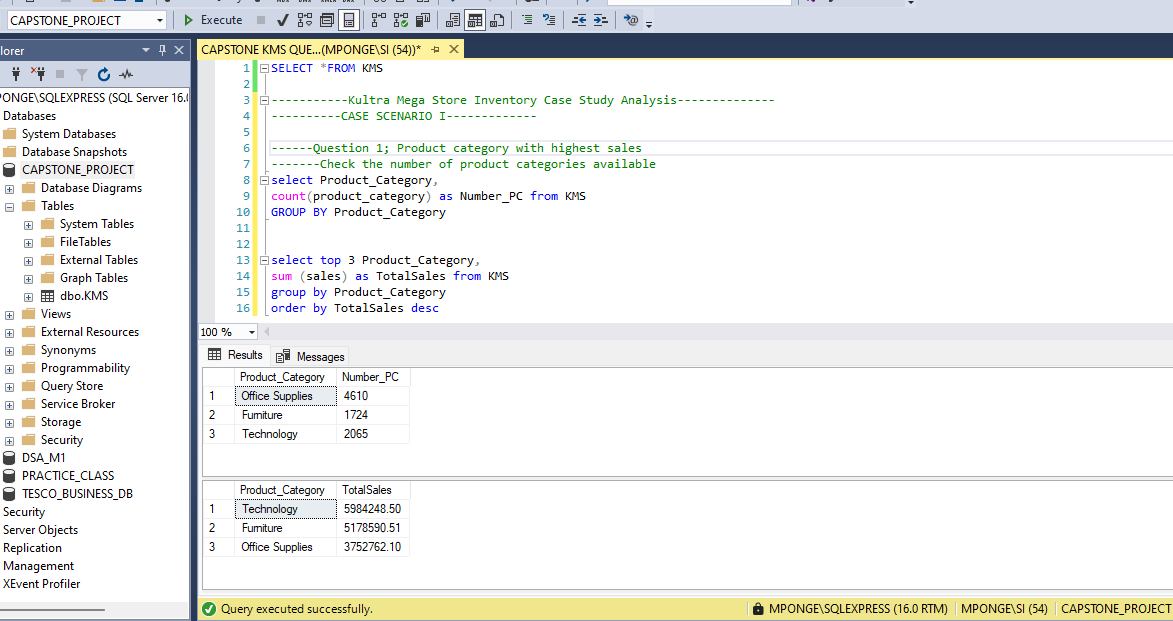 CAPSTONE_PROJECT
Execute
lorer
CAPSTONE KMS QUE...(MPONGE\SI (54))*
PONGE\SQLEXPRESS (SQL Server 16.0
Databases
System Databases
Database Snapshots
CAPSTONE_PROJECT
Database Diagrams
Tables
System Tables
FileTables
External Tables
Graph Tables
dbo.KMS
Views
External Resources
Synonyms
Programmability
Query Store
Service Broker
Storage
Security
DSA_M1
PRACTICE_CLASS
TESCO_BUSINESS_DB
Security
Server Objects
Replication
Management
XEvent Profiler
1 SELECT *FROM KMS
2
3 -----------Kultra Mega Store Inventory Case Study Analysis--------------
4 ----------CASE SCENARIO I-------------
5
6 ------Question 1; Product category with highest sales
7 -------Check the number of product categories available
8 select Product_Category,
9 count(product_category) as Number_PC from KMS
10 GROUP BY Product_Category
11
12
13 select top 3 Product_Category,
14 sum (sales) as TotalSales from KMS
15 group by Product_Category
16 order by TotalSales desc
100 %
Results Messages
Product_Category Number_PC
1 Office Supplies 4610
2 Furniture 1724
3 Technology 2065
Product_Category TotalSales
1 Technology 5984248.50
2 Furniture 5178590.51
3 Office Supplies 3752762.10
Query executed successfully.
MPONGE\SQLEXPRESS (16.0 RTM) MPONGE\SI (54) CAPSTONE_PROJECT